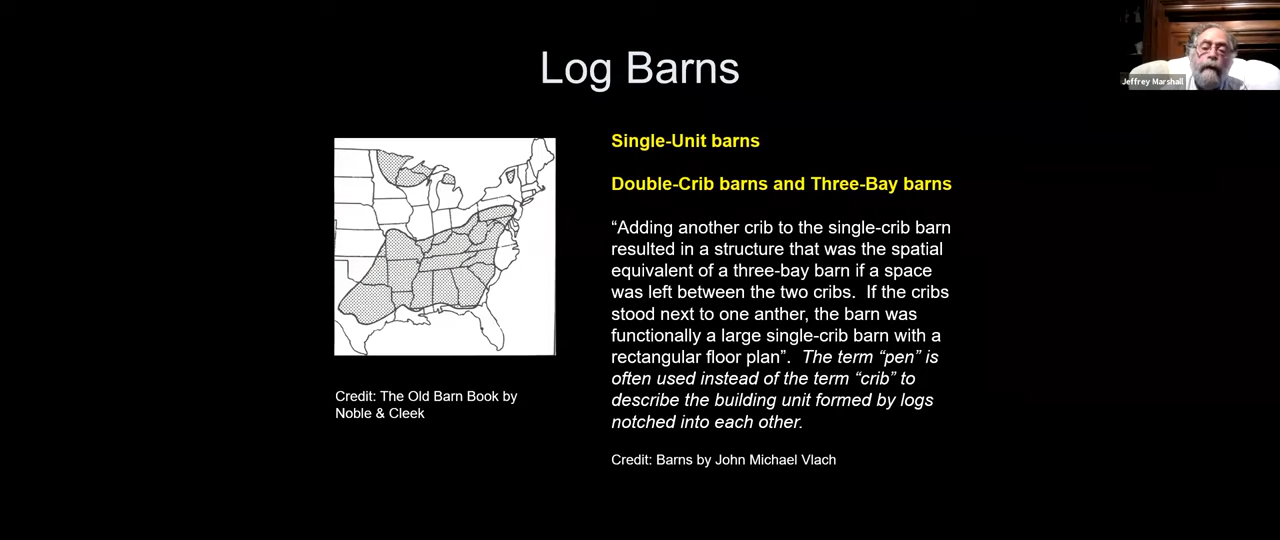 Log Barns
Jeffrey Marshall
Single-Unit barns
Double-Crib barns and Three-Bay barns
“Adding another crib to the single-crib barn
resulted in a structure that was the spatial
equivalent of a three-bay barn if a space
was left between the two cribs.  If the cribs
stood next to one anther, the barn was
functionally a large single-crib barn with a
rectangular floor plan”.  The term “pen” is
often used instead of the term “crib” to
describe the building unit formed by logs
notched into each other.
Credit: Barns by John Michael Vlach
Credit: The Old Barn Book by
Noble & Cleek